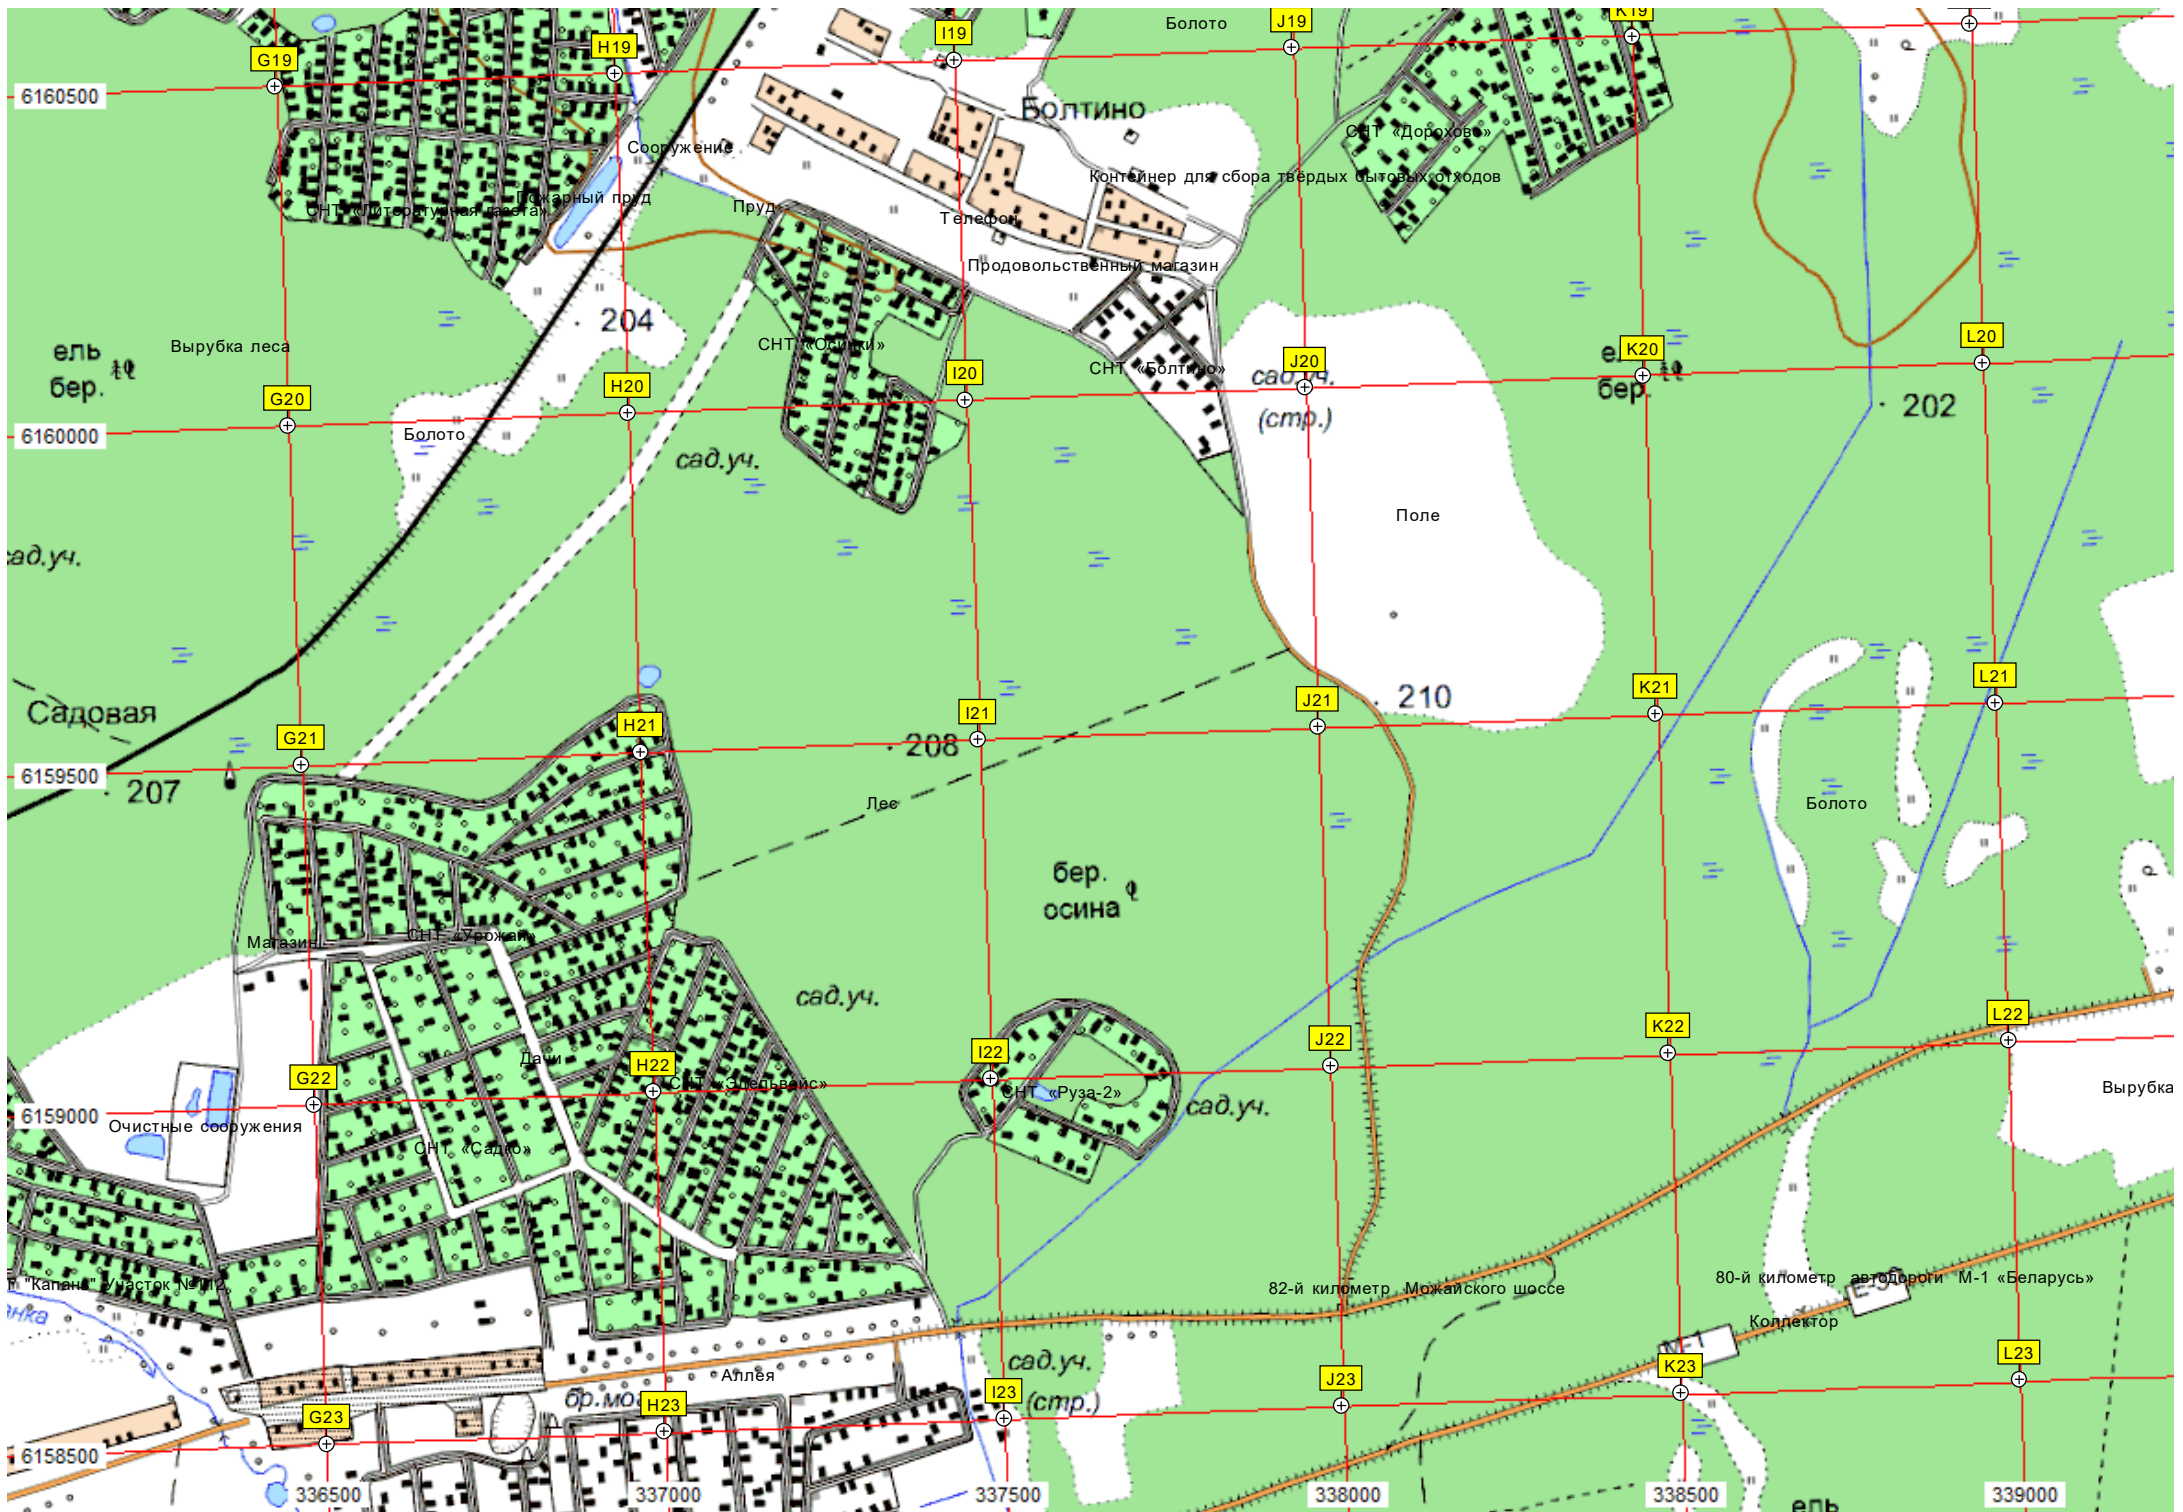 Болото
J19
K19
I19
H19
G19
6160500
Болтино
СНТ «Дорохово»
Сооружение
Контейнер для сбора твёрдых бытовых отходов
Пожарный пруд
СНТ «Литературная газета»
Пруд
Телефон
Продовольственный магазин
204
Вырубка леса
ель
бер.
СНТ «Осинки»
СНТ «Болтино»
I20
J20
K20
L20
сад.уч.
(стр.)
бер.
202
H20
G20
6160000
Болото
сад.уч.
Поле
сад.уч.
Садовая
G21
H21
I21
J21
K21
L21
210
208
6159500
207
Лес
Болото
бер.
осина
Магазин
СНТ «Урожай»
сад.уч.
L22
K22
J22
I22
H22
G22
Дачи
СНТ «Эдельвейс»
СНТ «Руза-2»
сад.уч.
Вырубка
6159000
Очистные сооружения
СНТ «Садко»
"Капань" Участок №112
82-й километр Можайского шоссе
80-й километр автодороги М-1 «Беларусь»
Коллектор
М-1
сад.уч.
(стр.)
Аллея
G23
H23
I23
J23
K23
L23
6158500
336500
337000
337500
338000
338500
339000
ель